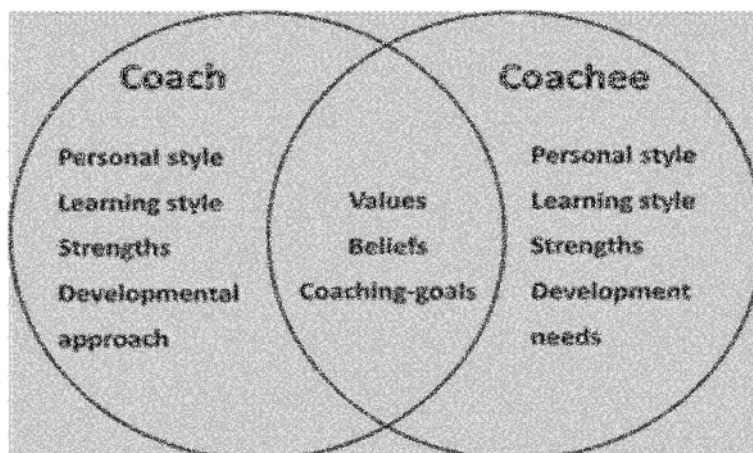 Coach
Personal style
Learning style
Strengths
Developmental
approach
Values
Beliefs
Coaching-goals
Coachee
Personal style
Learning style
Strengths
Development
needs